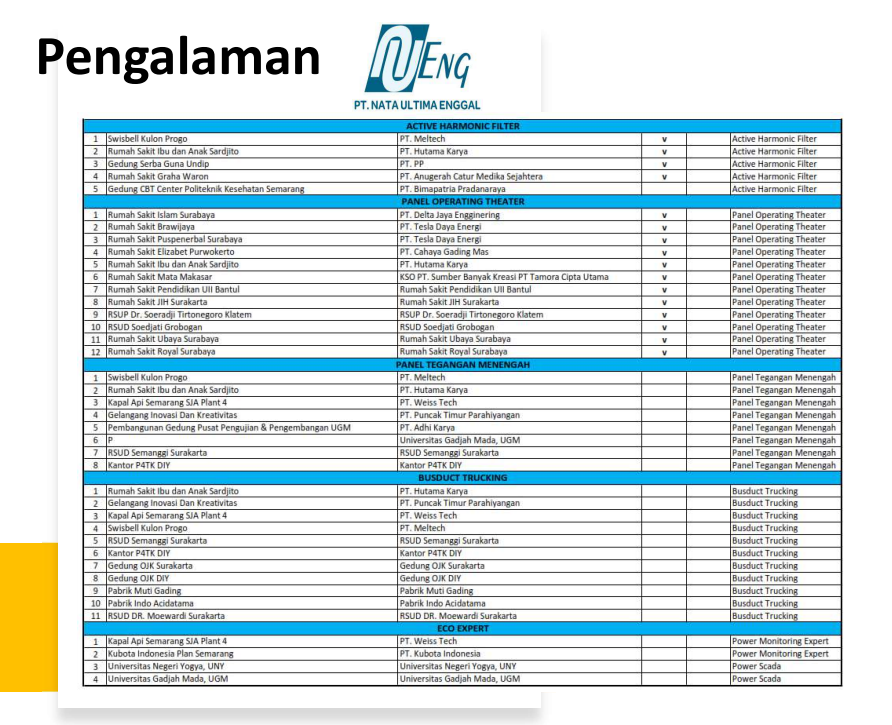 Pengalaman
NU ENG
PT. NATA ULTIMA ENGGAL
ACTIVE HARMONIC FILTER
1 Swisbell Kulon Progo PT. Meltech v Active Harmonic Filter
2 Rumah Sakit Ibu dan Anak Sardjito PT. Hutama Karya v Active Harmonic Filter
3 Gedung Serba Guna Undip PT. PP v Active Harmonic Filter
4 Rumah Sakit Graha Waron PT. Anugerah Catur Medika Sejahtera v Active Harmonic Filter
5 Gedung CBT Center Politeknik Kesehatan Semarang PT. Bimapatria Pradanaraya Active Harmonic Filter
PANEL OPERATING THEATER
1 Rumah Sakit Islam Surabaya PT. Delta Jaya Engginering v Panel Operating Theater
2 Rumah Sakit Brawijaya PT. Tesla Daya Energi v Panel Operating Theater
3 Rumah Sakit Puspenerbal Surabaya PT. Tesla Daya Energi v Panel Operating Theater
4 Rumah Sakit Elizabet Purwokerto PT. Cahaya Gading Mas v Panel Operating Theater
5 Rumah Sakit Ibu dan Anak Sardjito PT. Hutama Karya v Panel Operating Theater
6 Rumah Sakit Mata Makasar KSO PT. Sumber Banyak Kreasi PT Tamora Cipta Utama v Panel Operating Theater
7 Rumah Sakit Pendidikan UII Bantul Rumah Sakit Pendidikan UII Bantul v Panel Operating Theater
8 Rumah Sakit JIH Surakarta Rumah Sakit JIH Surakarta v Panel Operating Theater
9 RSUP Dr. Soeradji Tirtonegoro Klatem RSUP Dr. Soeradji Tirtonegoro Klatem v Panel Operating Theater
10 RSUD Soedjati Grobogan RSUD Soedjati Grobogan v Panel Operating Theater
11 Rumah Sakit Ubaya Surabaya Rumah Sakit Ubaya Surabaya v Panel Operating Theater
12 Rumah Sakit Royal Surabaya Rumah Sakit Royal Surabaya v Panel Operating Theater
PANEL TEGANGAN MENENGAH
1 Swisbell Kulon Progo PT. Meltech Panel Tegangan Menengah
2 Rumah Sakit Ibu dan Anak Sardjito PT. Hutama Karya Panel Tegangan Menengah
3 Kapal Api Semarang SJA Plant 4 PT. Weiss Tech Panel Tegangan Menengah
4 Gelangang Inovasi Dan Kreativitas PT. Puncak Timur Parahiyangan Panel Tegangan Menengah
5 Pembangunan Gedung Pusat Pengujian & Pengembangan UGM PT. Adhi Karya Panel Tegangan Menengah
6 P Universitas Gadjah Mada, UGM Panel Tegangan Menengah
7 RSUD Semanggi Surakarta RSUD Semanggi Surakarta Panel Tegangan Menengah
8 Kantor P4TK DIY Kantor P4TK DIY Panel Tegangan Menengah
BUSDUCT TRUCKING
1 Rumah Sakit Ibu dan Anak Sardjito PT. Hutama Karya Busduct Trucking
2 Gelangang Inovasi Dan Kreativitas PT. Puncak Timur Parahiyangan Busduct Trucking
3 Kapal Api Semarang SJA Plant 4 PT. Weiss Tech Busduct Trucking
4 Swisbell Kulon Progo PT. Meltech Busduct Trucking
5 RSUD Semanggi Surakarta RSUD Semanggi Surakarta Busduct Trucking
6 Kantor P4TK DIY Kantor P4TK DIY Busduct Trucking
7 Gedung OJK Surakarta Gedung OJK Surakarta Busduct Trucking
8 Gedung OJK DIY Gedung OJK DIY Busduct Trucking
9 Pabrik Muti Gading Pabrik Muti Gading Busduct Trucking
10 Pabrik Indo Acidatama Pabrik Indo Acidatama Busduct Trucking
11 RSUD DR. Moewardi Surakarta RSUD DR. Moewardi Surakarta Busduct Trucking
ECO EXPERT
1 Kapal Api Semarang SJA Plant 4 PT. Weiss Tech Power Monitoring Expert
2 Kubota Indonesia Plan Semarang PT. Kubota Indonesia Power Monitoring Expert
3 Universitas Negeri Yogya, UNY Universitas Negeri Yogya, UNY Power Scada
4 Universitas Gadjah Mada, UGM Universitas Gadjah Mada, UGM Power Scada